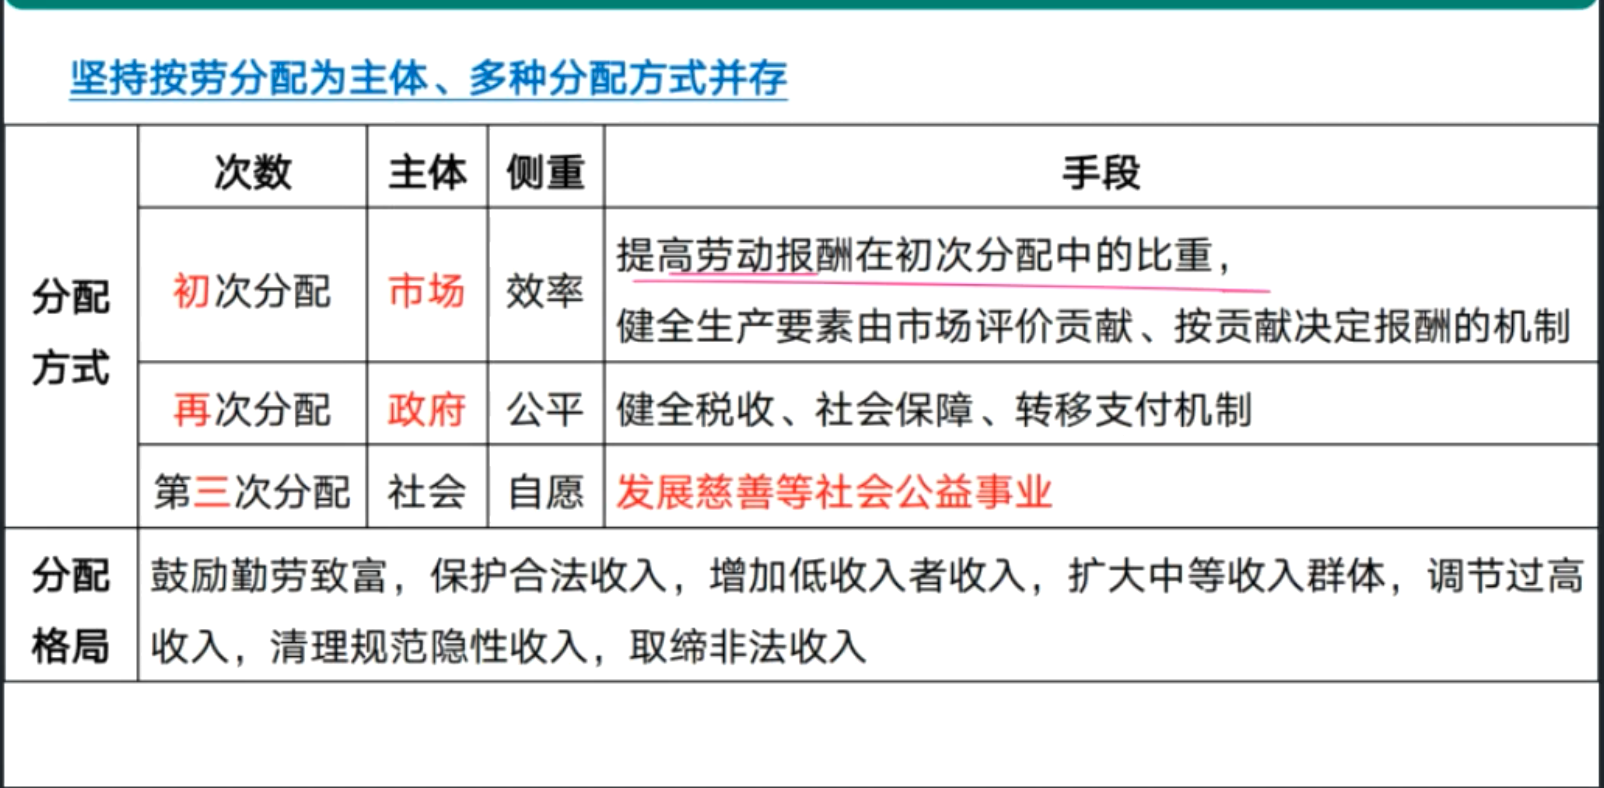 坚持按劳分配为主体、多种分配方式并存
次数 主体 侧重 手段
分配
方式
初次分配 市场 效率
提高劳动报酬在初次分配中的比重，
健全生产要素由市场评价贡献、按贡献决定报酬的机制
再次分配 政府 公平 健全税收、社会保障、转移支付机制
第三次分配 社会 自愿 发展慈善等社会公益事业
分配
格局
鼓励勤劳致富，保护合法收入，增加低收入者收入，扩大中等收入群体，调节过高
收入，清理规范隐性收入，取缔非法收入